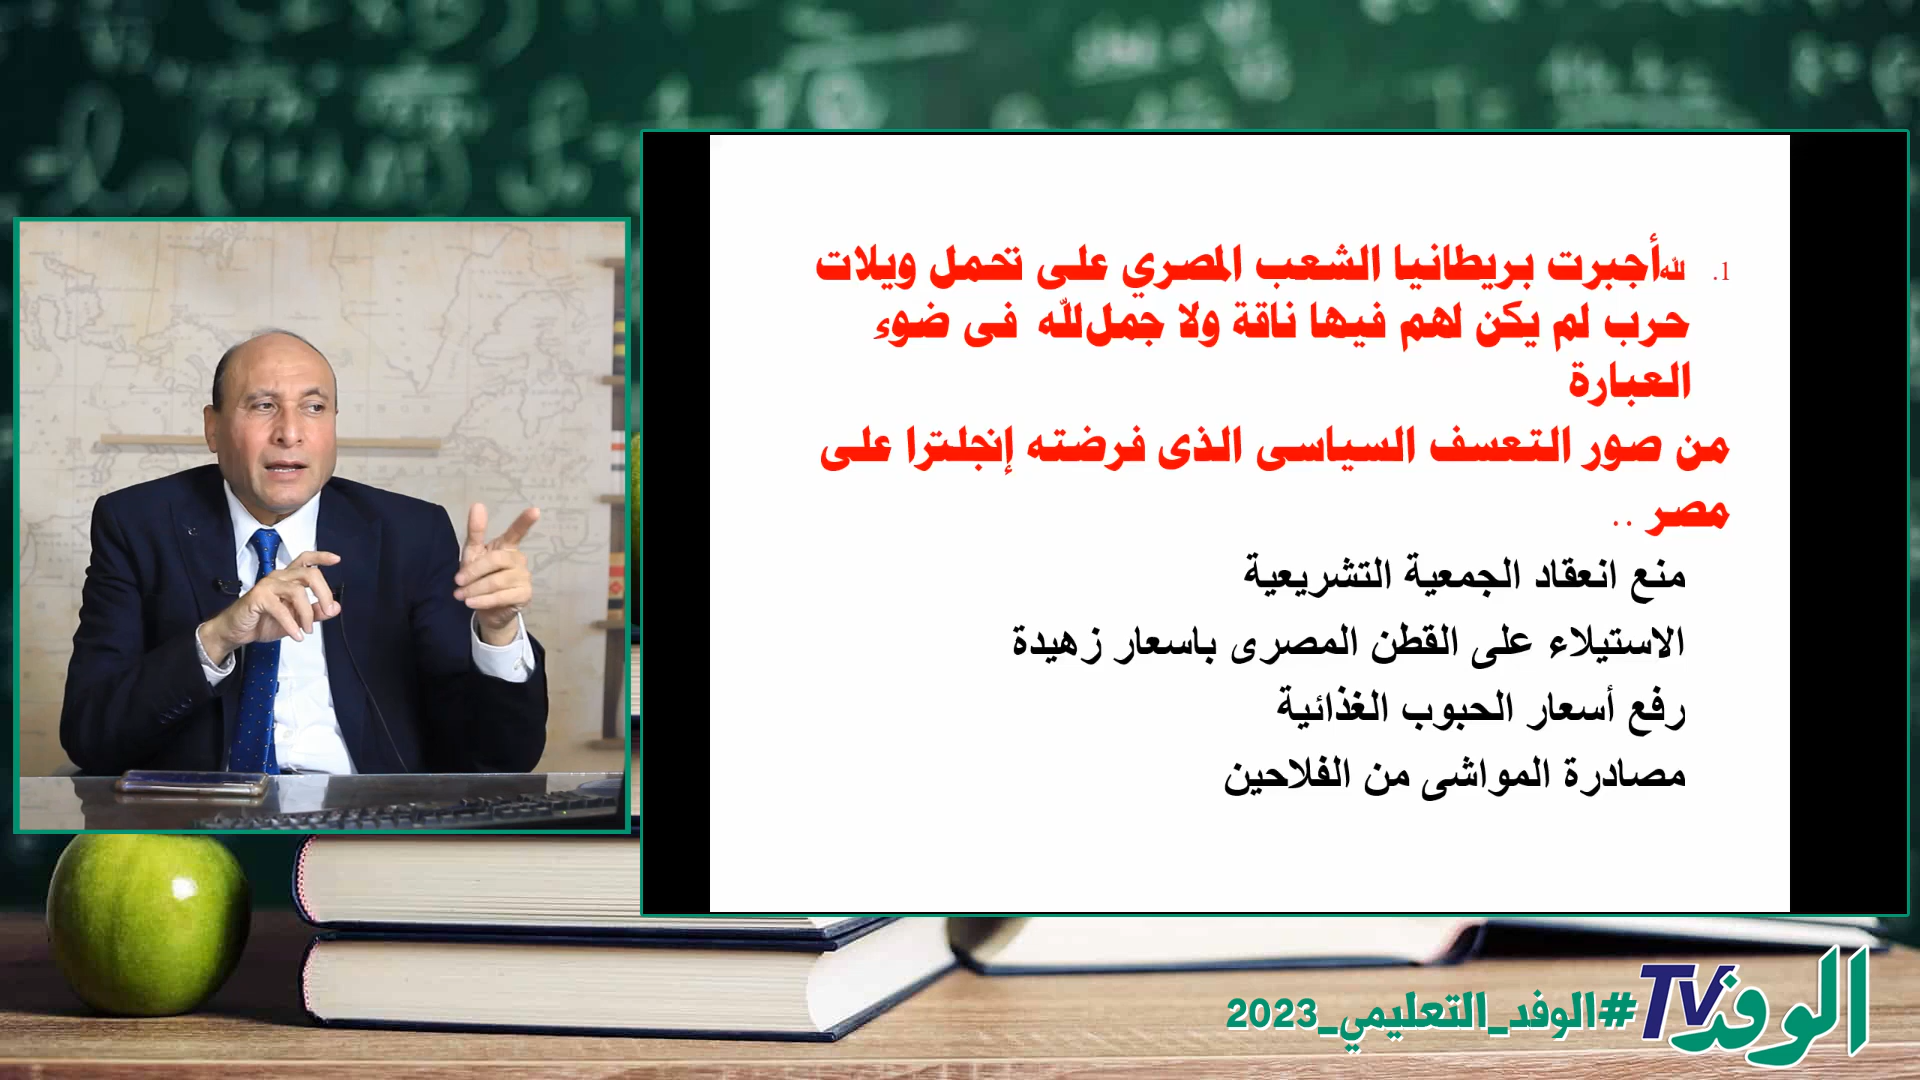 1. ﷲأجبرت بريطانيا الشعب المصري على تحمل ويلات
حرب لم يكن لهم فيها ناقة ولا جملﷲ فى ضوء
العبارة
من صور التعسف السياسى الذى فرضته إنجلترا على
مصر ..
منع انعقاد الجمعية التشريعية
الاستيلاء على القطن المصرى باسعار زهيدة
رفع أسعار الحبوب الغذائية
مصادرة المواشى من الفلاحين
#الوفد_التعليمي_2023
الوفد TV